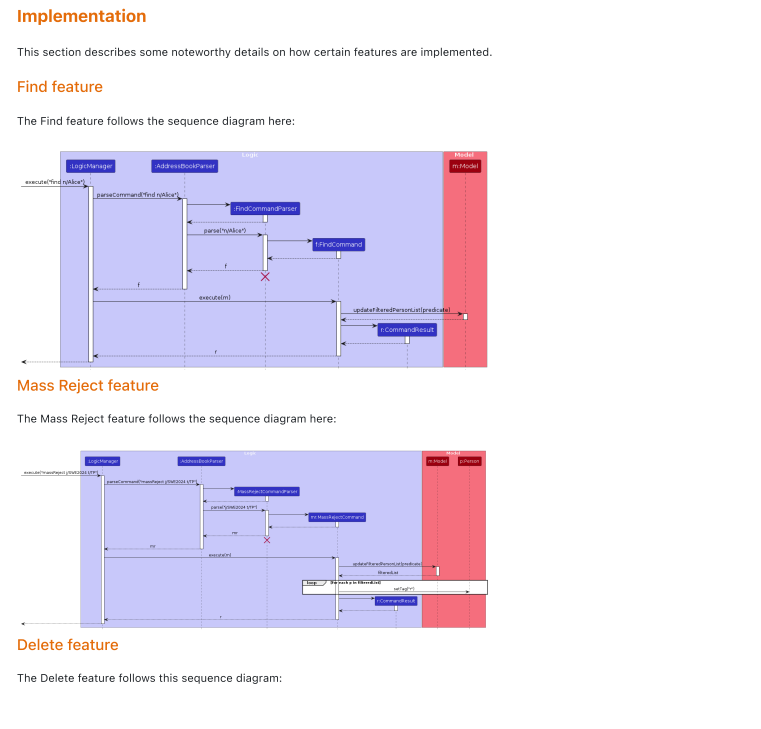 Implementation
This section describes some noteworthy details on how certain features are implemented.
Find feature
The Find feature follows the sequence diagram here:
Logic
Model
:LogicManager
:AddressBookParser
m:Model
execute("find n/Alice")
parseCommand("find n/Alice")
:FindCommandParser
parse("n/Alice")
f:FindCommand
f
f
execute(m)
updateFilteredPersonList(predicate)
r:CommandResult
r
Mass Reject feature
The Mass Reject feature follows the sequence diagram here:
Logic
Model
:LogicManager
:AddressBookParser
m:Model
p:Person
execute("massReject j/SWE2024 t/TP")
parseCommand("massReject j/SWE2024 t/TP")
:MassRejectCommandParser
parse("j/SWE2024 t/TP")
mr:MassRejectCommand
mr
mr
execute(m)
updateFilteredPersonList(predicate)
filteredList
loop
[for each p in filteredList]
r:CommandResult
r
Delete feature
The Delete feature follows this sequence diagram: